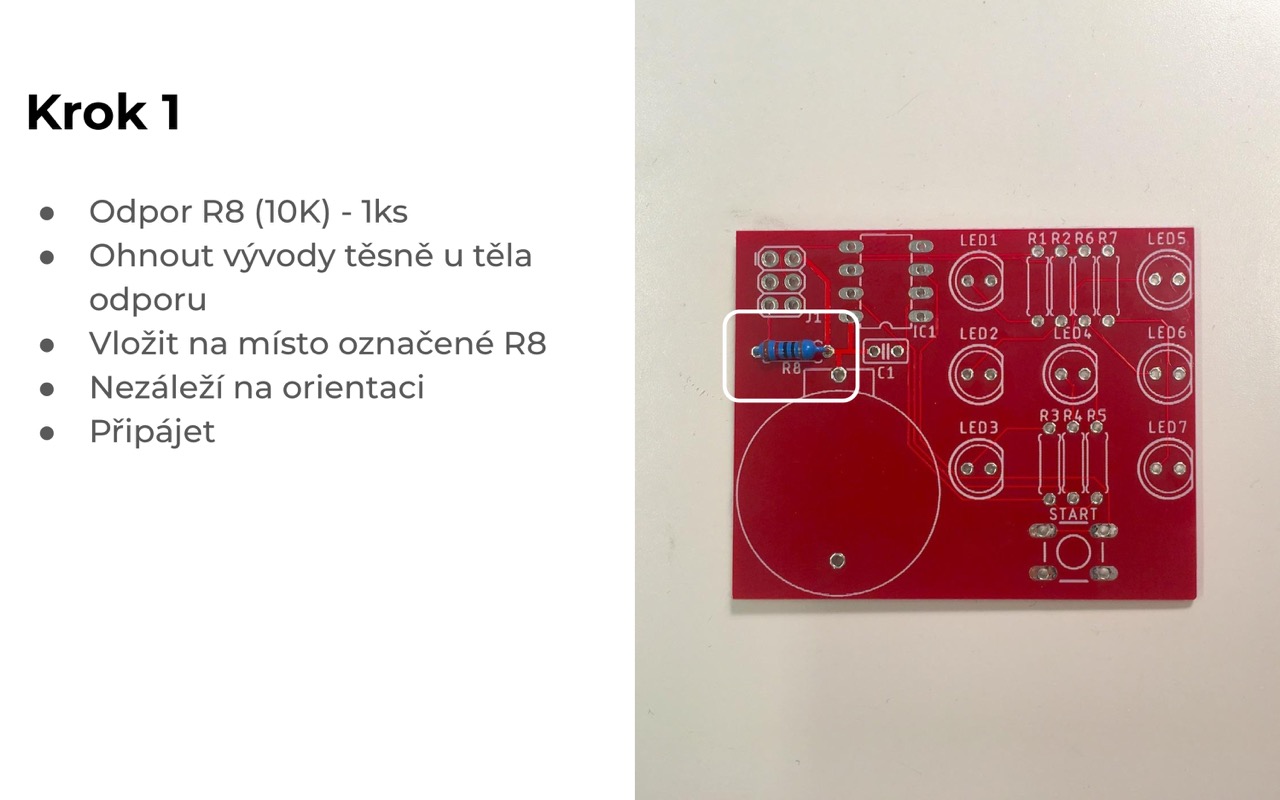 Krok 1
● Odpor R8 (10K) - 1ks
● Ohnout vývody těsně u těla
odporu
● Vložit na místo označené R8
● Nezáleží na orientaci
● Připájet
LED1
R1 R2 R6 R7
LED5
J1
IC1
LED2
LED4
LED6
R8
C1
LED3
R3 R4 R5
LED7
START